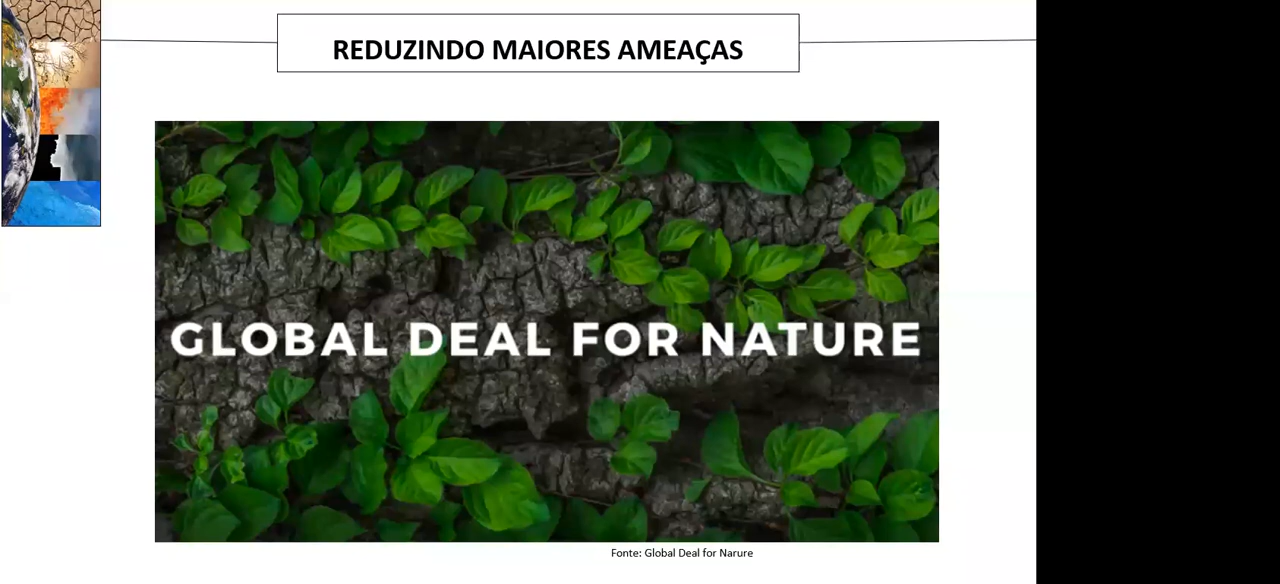 REDUZINDO MAIORES AMEAÇAS
GLOBAL DEAL FOR NATURE
Fonte: Global Deal for Narure